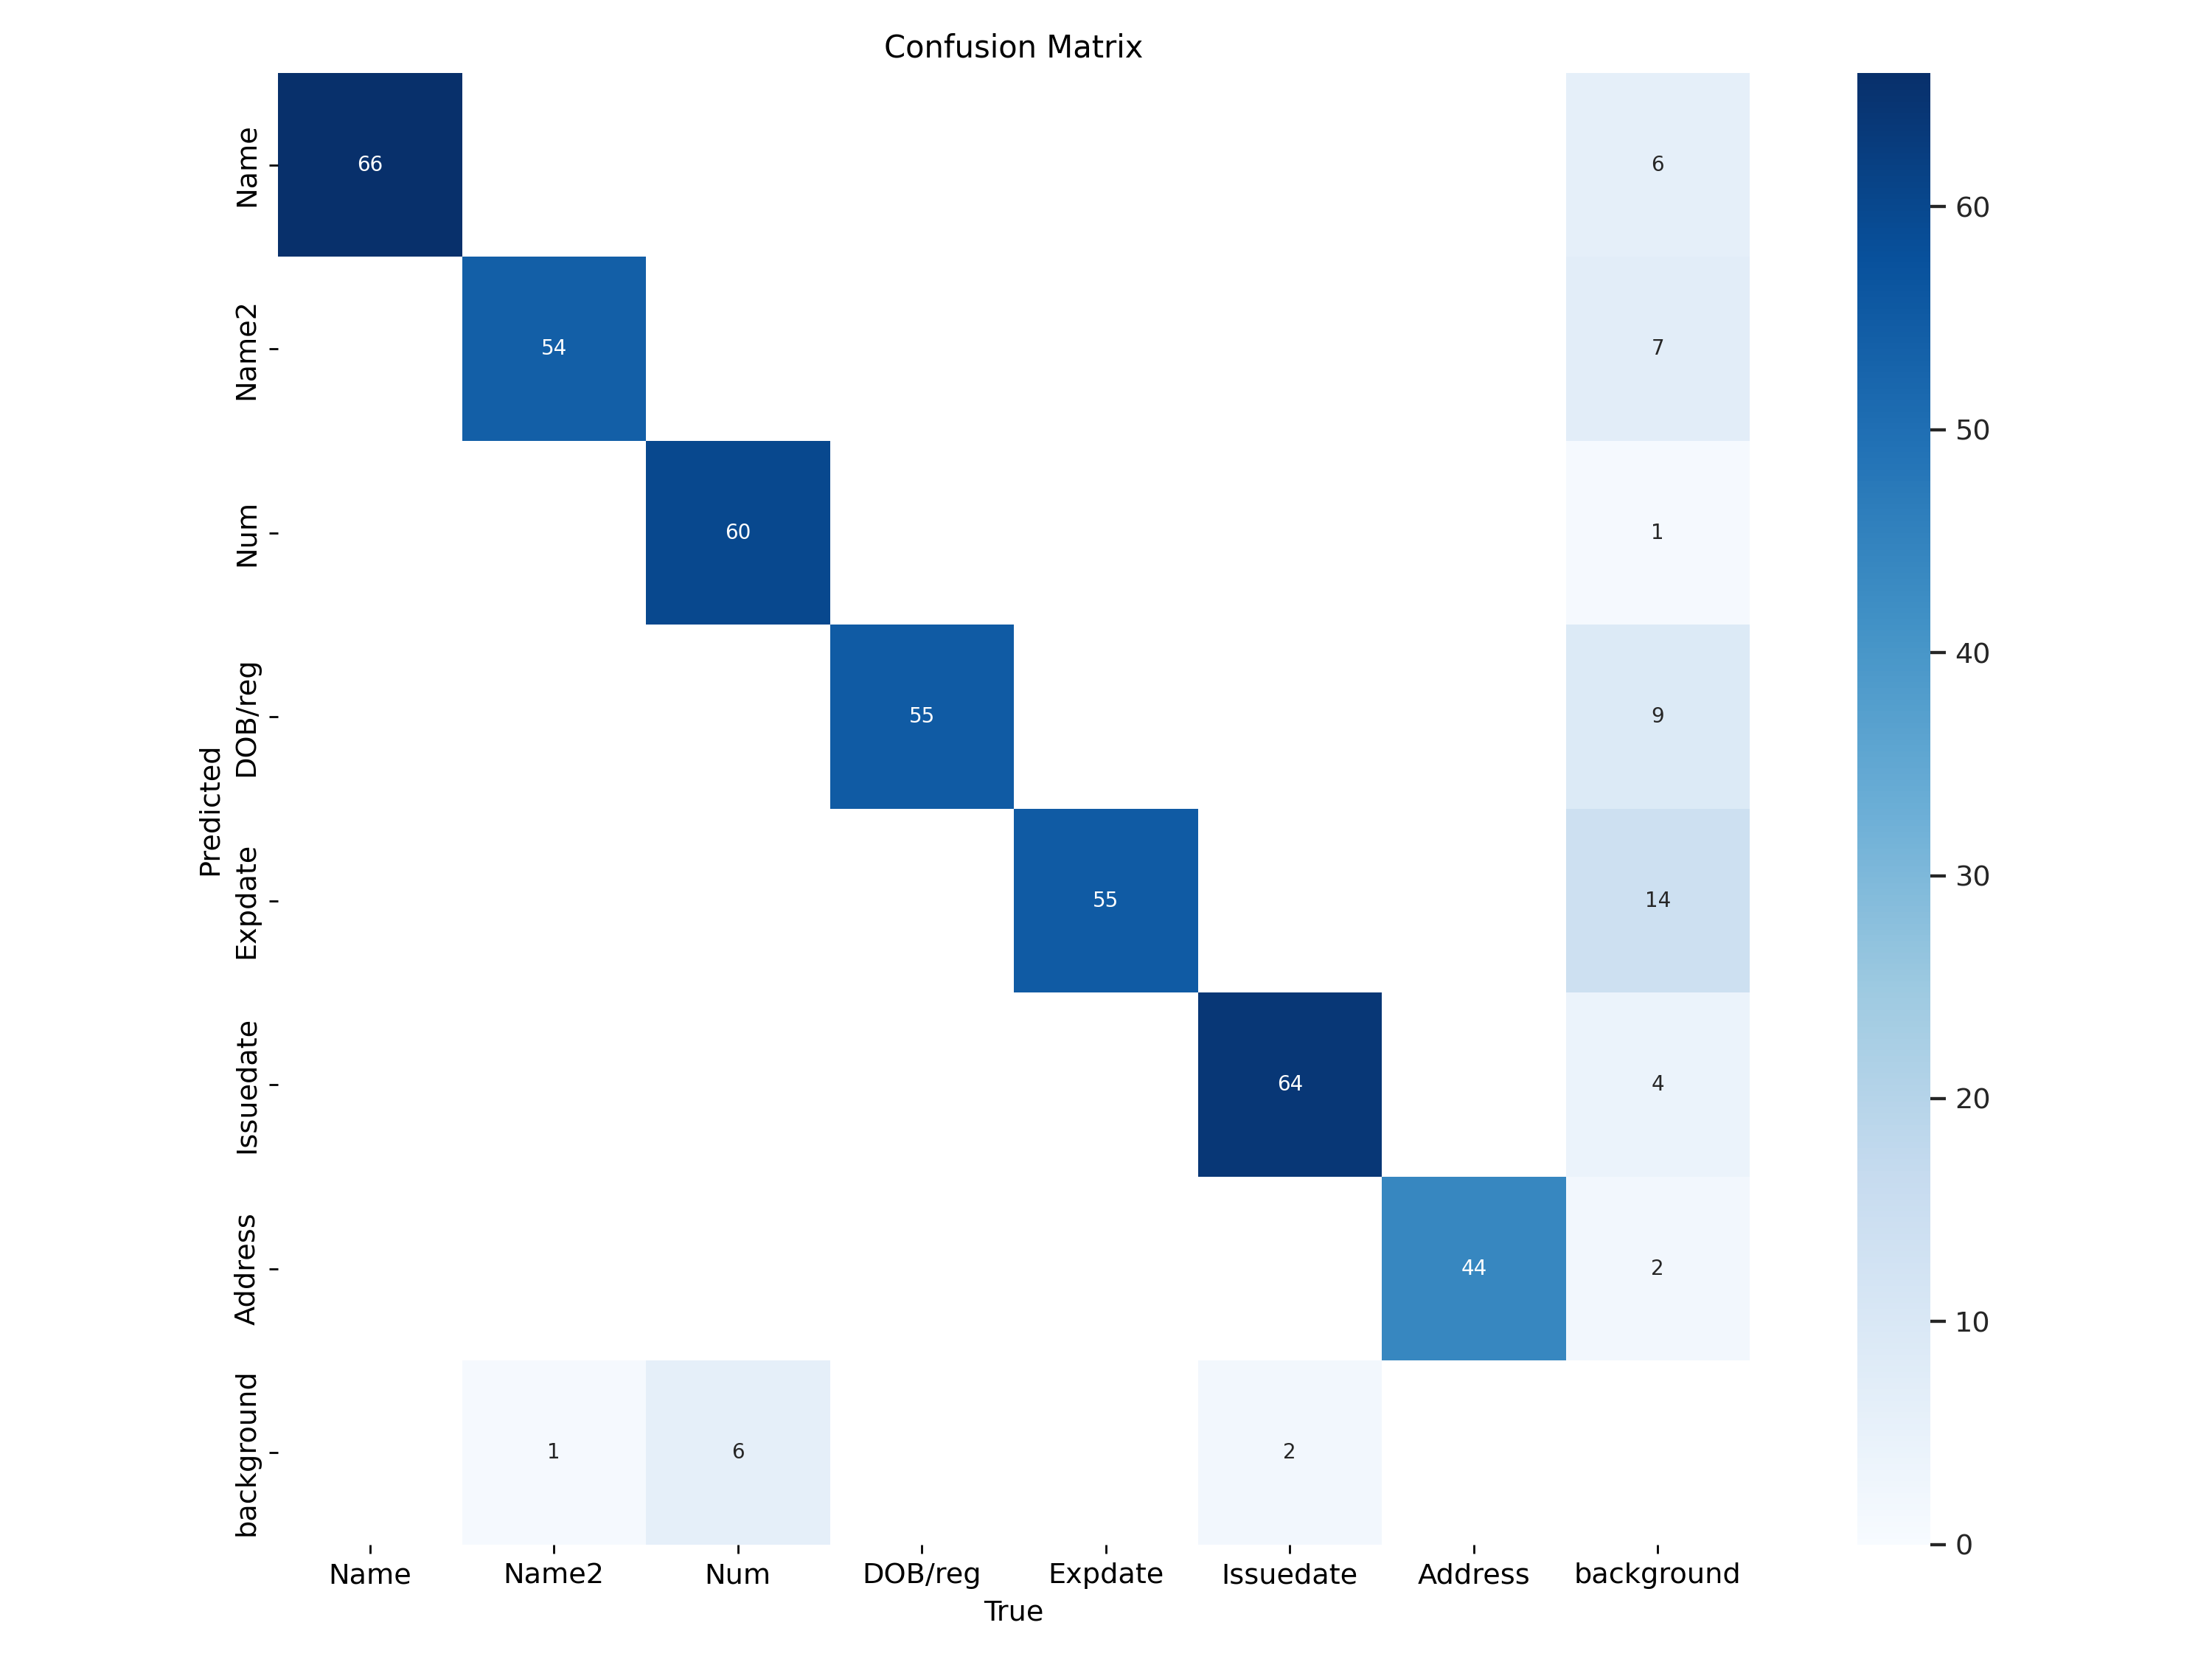 Confusion Matrix
Name 66 6
Name2 54 7
Num 60 1
DOB/reg 55 9
Expdate 55 14
Issuedate 64 4
Address 44 2
background 1 6 2
Name Name2 Num DOB/reg Expdate Issuedate Address background
True
Predicted
60
50
40
30
20
10
0